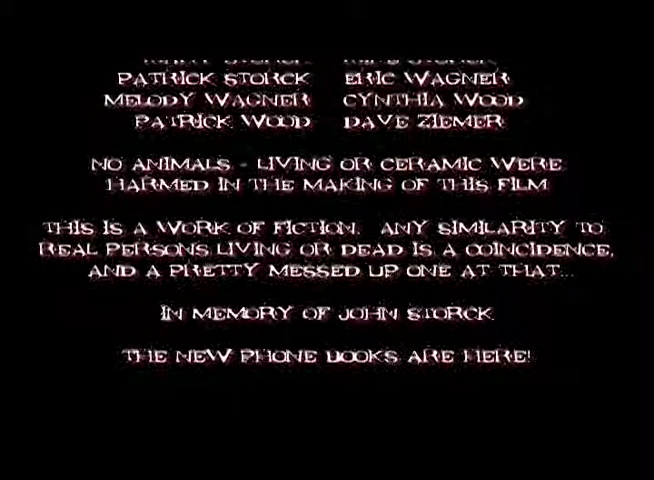 PATRICK STORCK ERIC WAGNER
MELODY WAGNER CYNTHIA WOOD
PATRICK WOOD DAVE ZIEMER
NO ANIMALS - LIVING OR CERAMIC WERE
HARMED IN THE MAKING OF THIS FILM
THIS IS A WORK OF FICTION. ANY SIMILARITY TO
REAL PERSONS LIVING OR DEAD IS A COINCIDENCE,
AND A PRETTY MESSED UP ONE AT THAT...
IN MEMORY OF JOHN STORCK
THE NEW PHONE BOOKS ARE HERE!